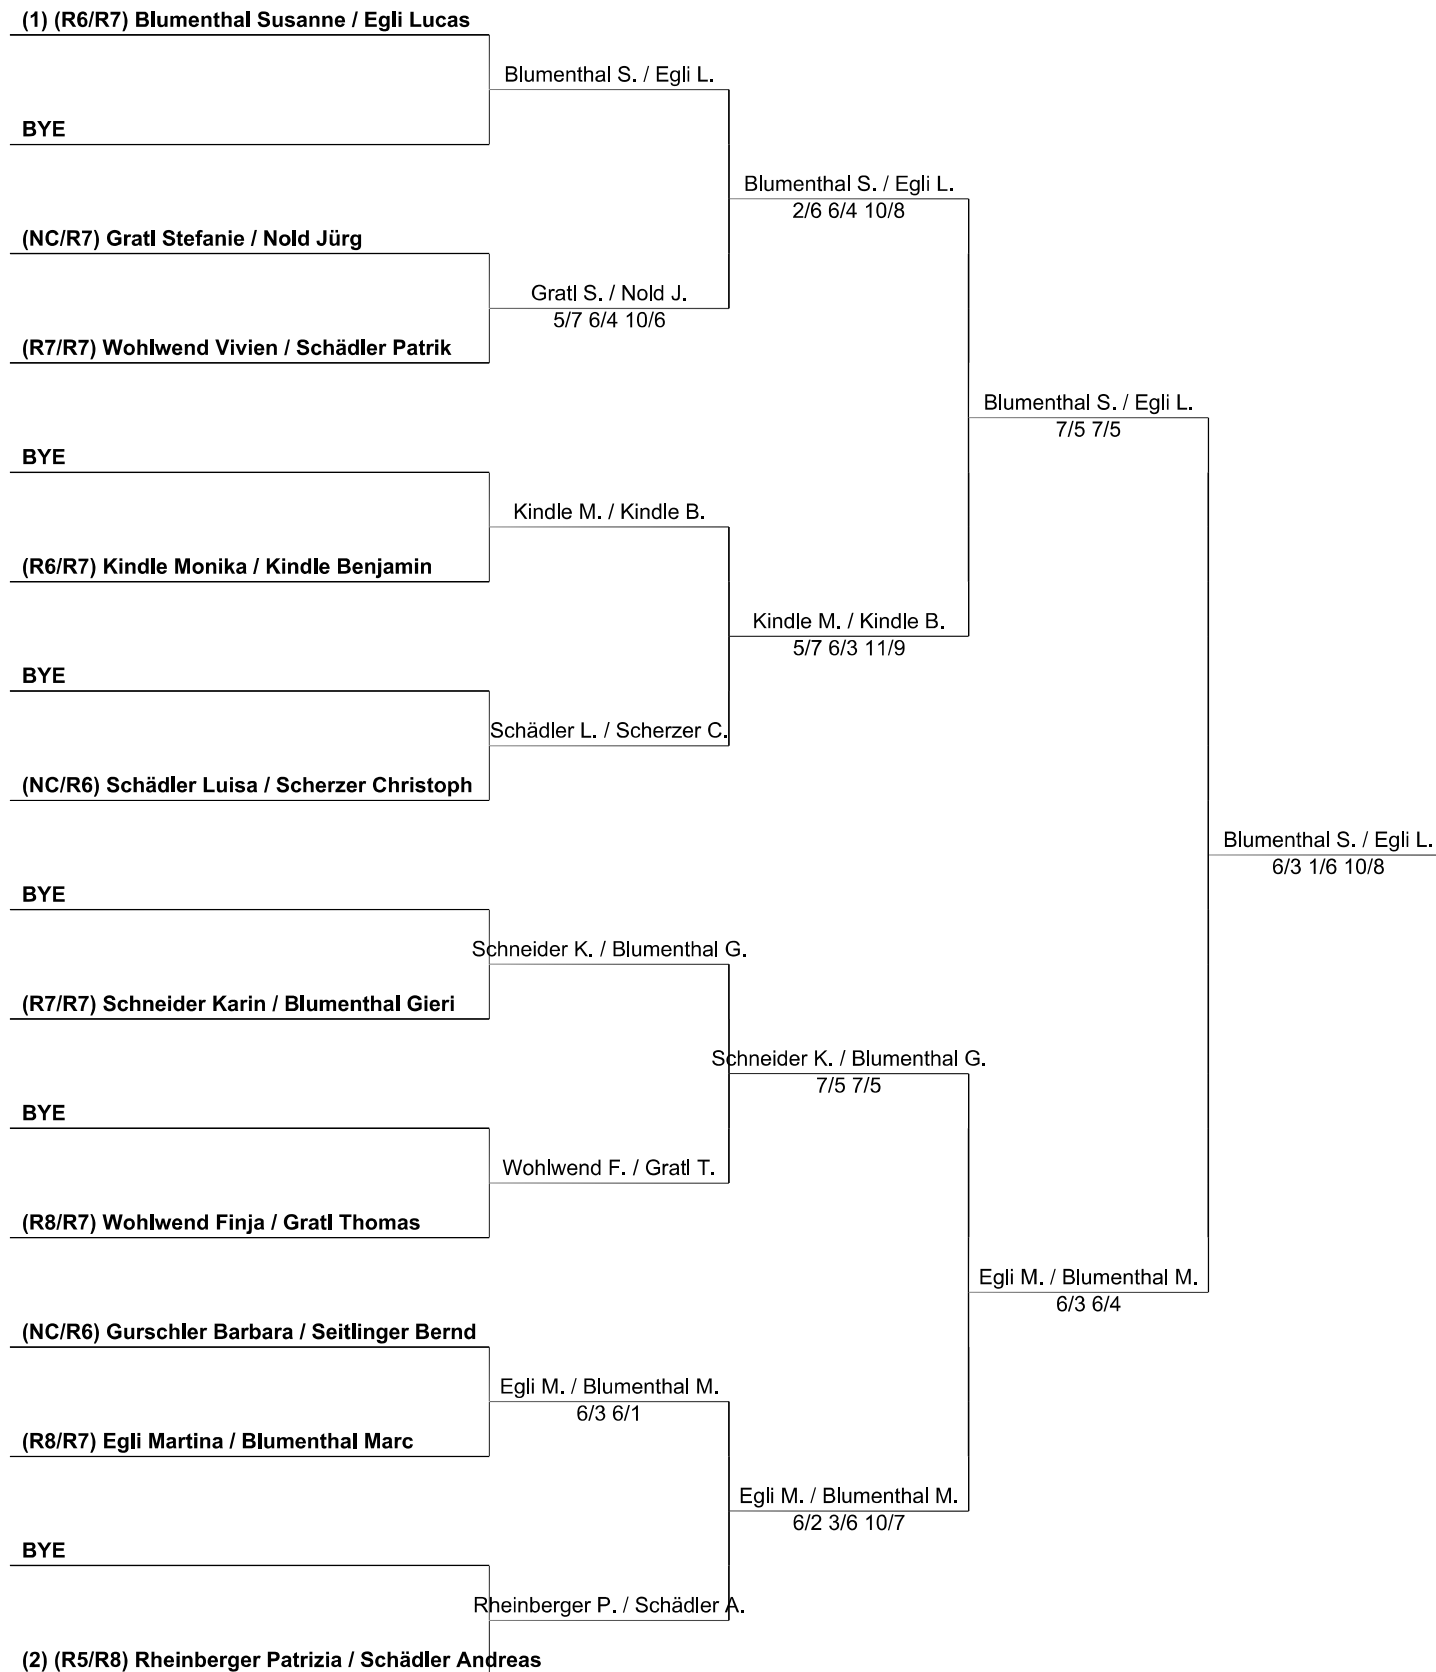 (1) (R6/R7) Blumenthal Susanne / Egli Lucas
Blumenthal S. / Egli L.
BYE
Blumenthal S. / Egli L.
2/6 6/4 10/8
(NC/R7) Gratl Stefanie / Nold Jürg
Gratl S. / Nold J.
5/7 6/4 10/6
(R7/R7) Wohlwend Vivien / Schädler Patrik
Blumenthal S. / Egli L.
7/5 7/5
BYE
Kindle M. / Kindle B.
(R6/R7) Kindle Monika / Kindle Benjamin
Kindle M. / Kindle B.
5/7 6/3 11/9
BYE
Schädler L. / Scherzer C.
(NC/R6) Schädler Luisa / Scherzer Christoph
Blumenthal S. / Egli L.
6/3 1/6 10/8
BYE
Schneider K. / Blumenthal G.
(R7/R7) Schneider Karin / Blumenthal Gieri
Schneider K. / Blumenthal G.
7/5 7/5
BYE
Wohlwend F. / Gratl T.
(R8/R7) Wohlwend Finja / Gratl Thomas
Egli M. / Blumenthal M.
6/3 6/4
(NC/R6) Gurschler Barbara / Seitlinger Bernd
Egli M. / Blumenthal M.
6/3 6/1
(R8/R7) Egli Martina / Blumenthal Marc
Egli M. / Blumenthal M.
6/2 3/6 10/7
BYE
Rheinberger P. / Schädler A.
(2) (R5/R8) Rheinberger Patrizia / Schädler Andreas